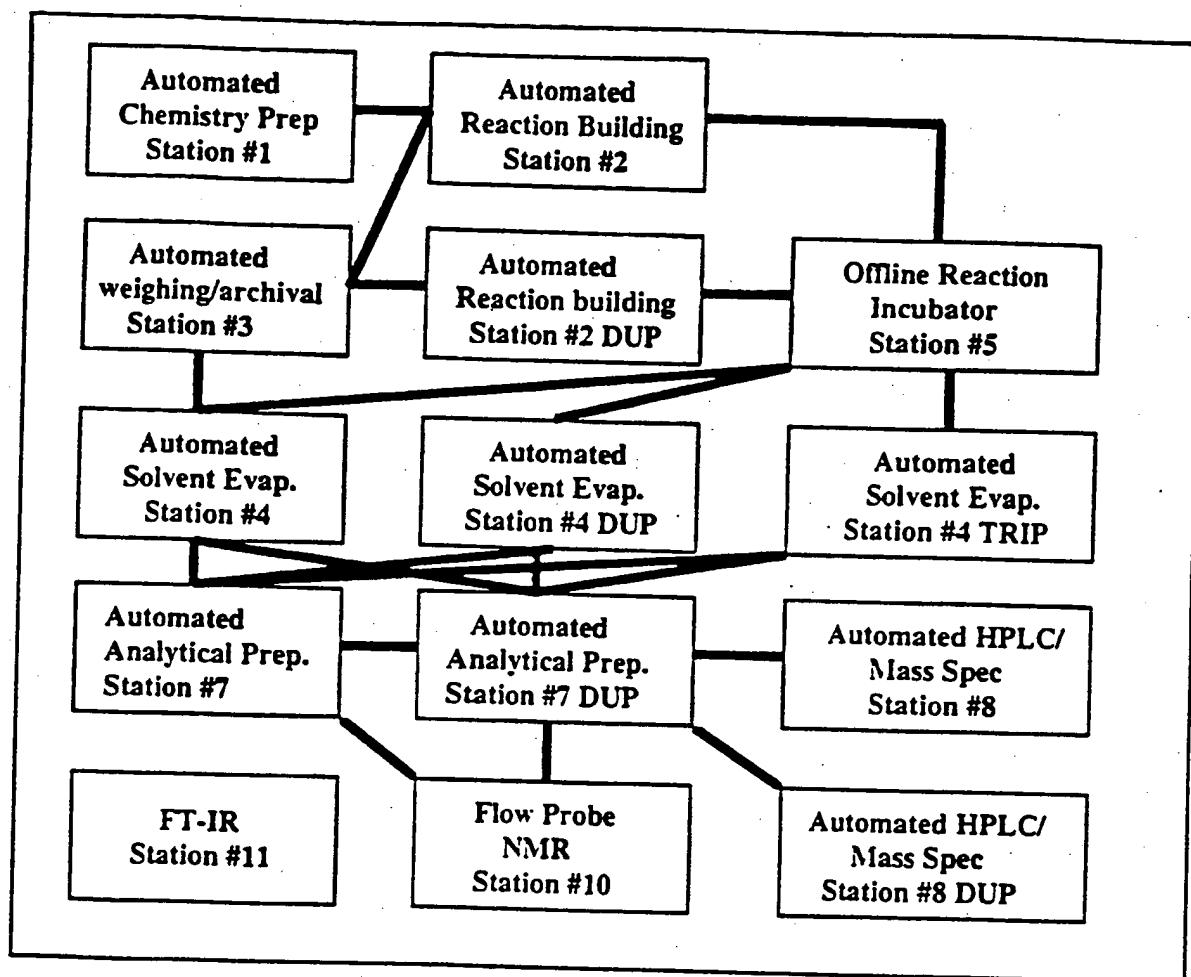 Automated
Chemistry Prep
Station #1
Automated
Reaction Building
Station #2
Automated
weighing/archival
Station #3
Automated
Reaction building
Station #2 DUP
Offline Reaction
Incubator
Station #5
Automated
Solvent Evap.
Station #4
Automated
Solvent Evap.
Station #4 DUP
Automated
Solvent Evap.
Station #4 TRIP
Automated
Analytical Prep.
Station #7
Automated
Analytical Prep.
Station #7 DUP
Automated HPLC/
Mass Spec
Station #8
FT-IR
Station #11
Flow Probe
NMR
Station #10
Automated HPLC/
Mass Spec
Station #8 DUP